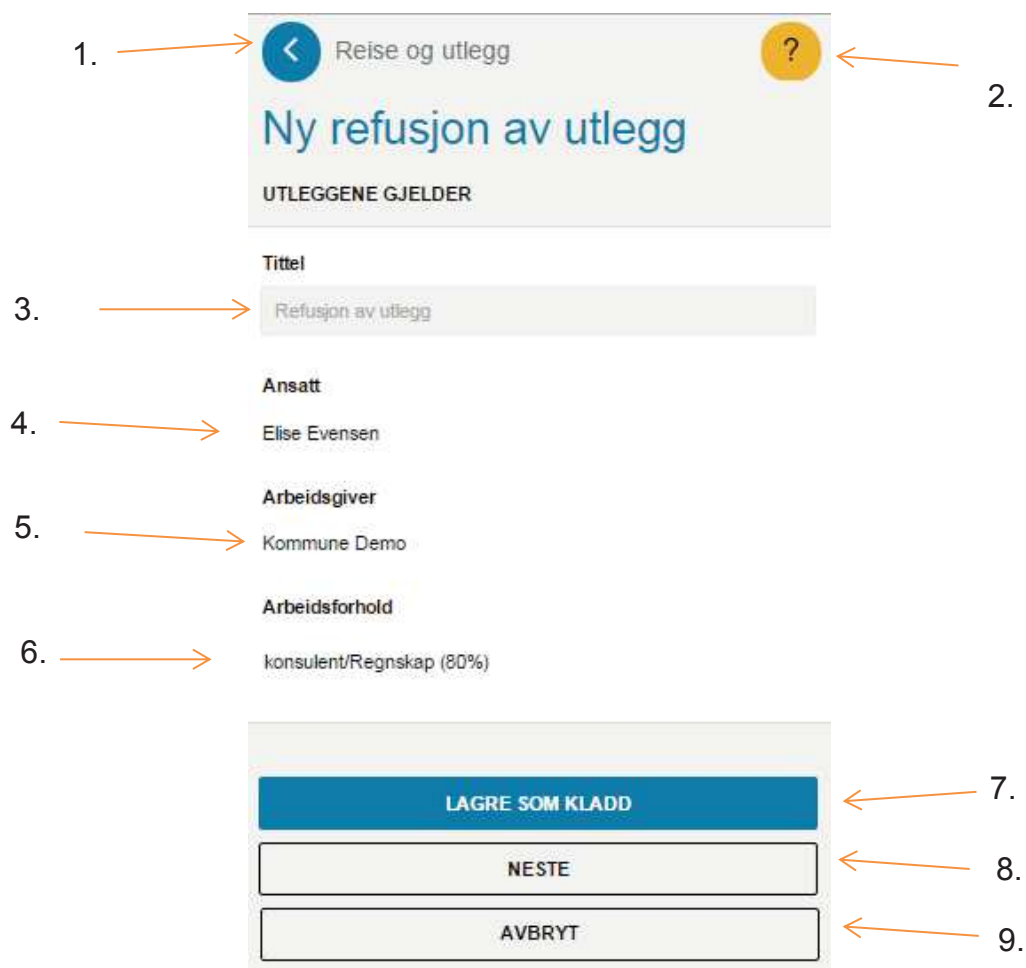 1.
Reise og utlegg
?
2.
Ny refusjon av utlegg
UTLEGGENE GJELDER
Tittel
3.
Refusjon av utlegg
Ansatt
4.
Elise Evensen
Arbeidsgiver
5.
Kommune Demo
Arbeidsforhold
6.
konsulent/Regnskap (80%)
LAGRE SOM KLADD
7.
NESTE
8.
AVBRYT
9.